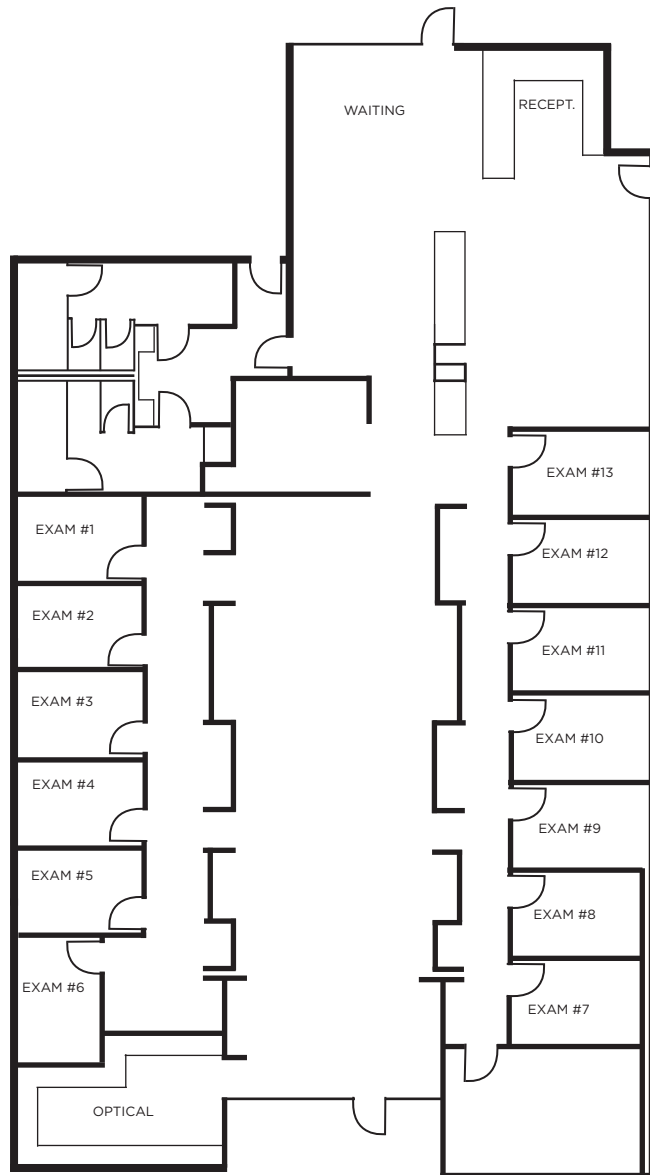 WAITING
RECEPT.
EXAM #13
EXAM #1
EXAM #12
EXAM #2
EXAM #11
EXAM #3
EXAM #10
EXAM #4
EXAM #9
EXAM #5
EXAM #8
EXAM #6
EXAM #7
OPTICAL